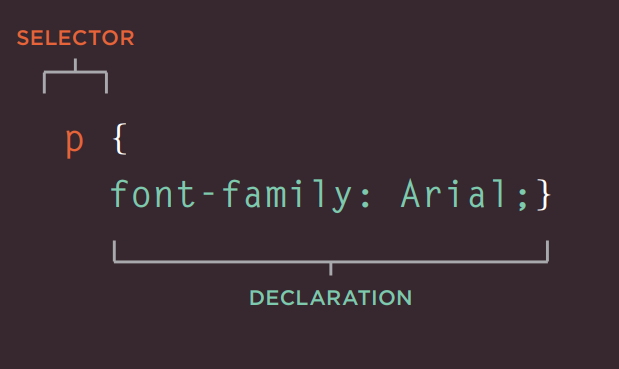 SELECTOR
p {
font-family: Arial;}
DECLARATION